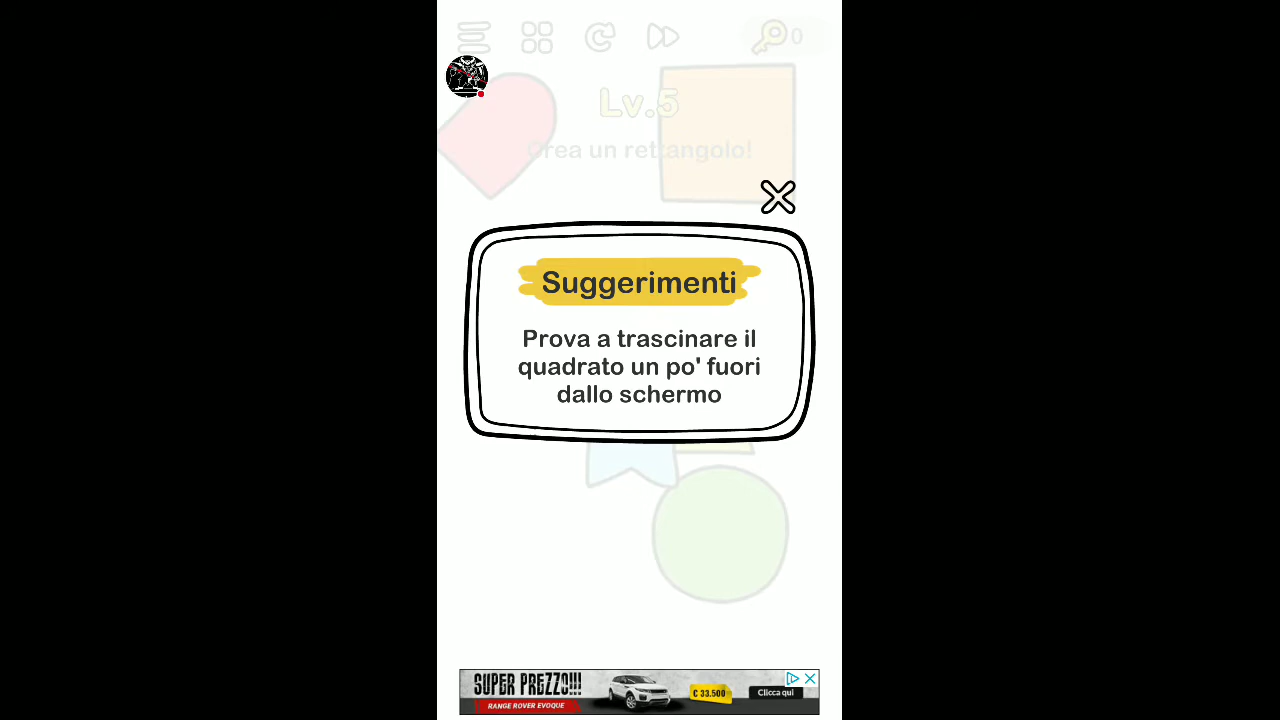 0
Lv.5
Crea un rettangolo!
Suggerimenti
Prova a trascinare il
quadrato un po' fuori
dallo schermo
SUPER PREZZO!!!
RANGE ROVER EVOQUE
€ 33.500
Clicca qui